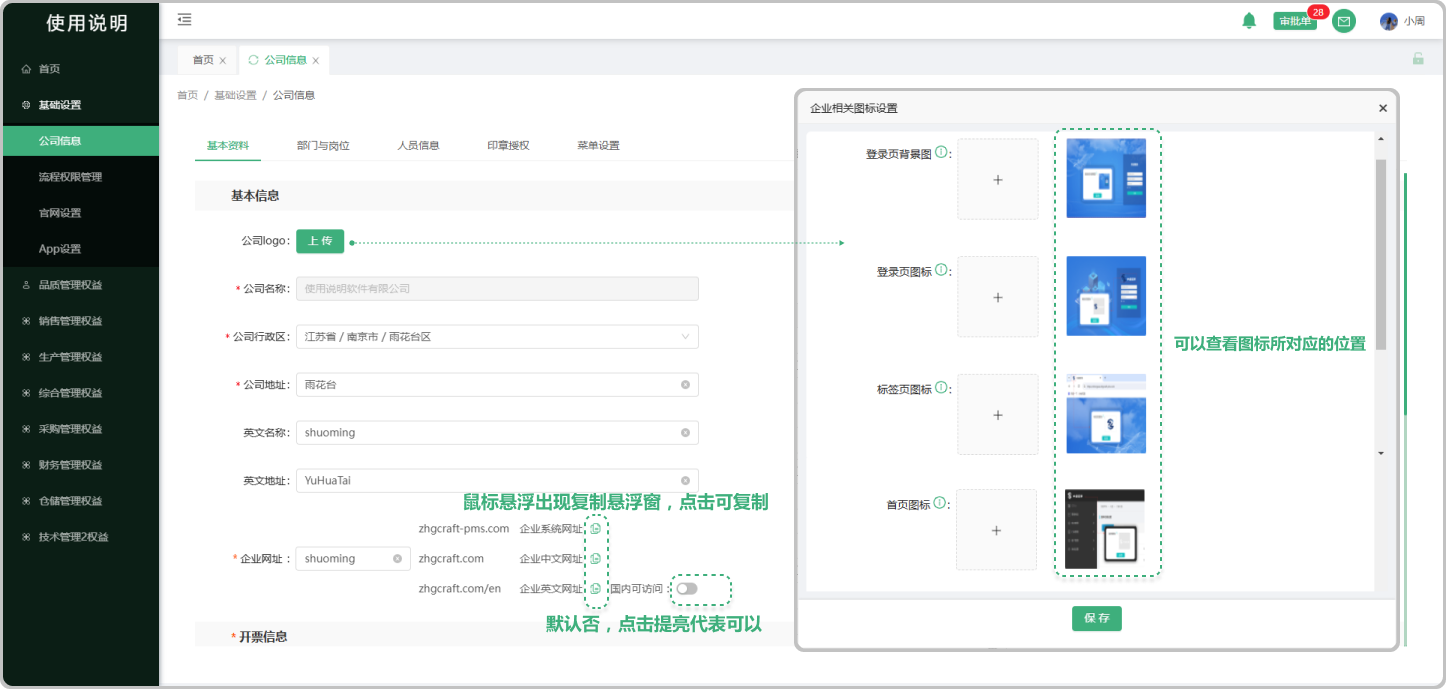 使用说明
审批单
28
小周
首页
公司信息
首页
基础设置
公司信息
流程权限管理
官网设置
App设置
品质管理权益
销售管理权益
生产管理权益
综合管理权益
采购管理权益
财务管理权益
仓储管理权益
技术管理2权益
首页 / 基础设置 / 公司信息
基本资料 部门与岗位 人员信息 印章授权 菜单设置
基本信息
公司logo: 上 传
* 公司名称: 使用说明软件有限公司
* 公司行政区: 江苏省 / 南京市 / 雨花台区
* 公司地址: 雨花台
英文名称: shuoming
英文地址: YuHuaTai
鼠标悬浮出现复制悬浮窗，点击可复制
zhgcraft-pms.com 企业系统网址
* 企业网址 : shuoming zhgcraft.com 企业中文网址
zhgcraft.com/en 企业英文网址 国内可访问 :
默认否，点击提亮代表可以
* 开票信息
企业相关图标设置
登录页背景图 :
登录页图标 :
标签页图标 :
首页图标 :
可以查看图标所对应的位置
保 存